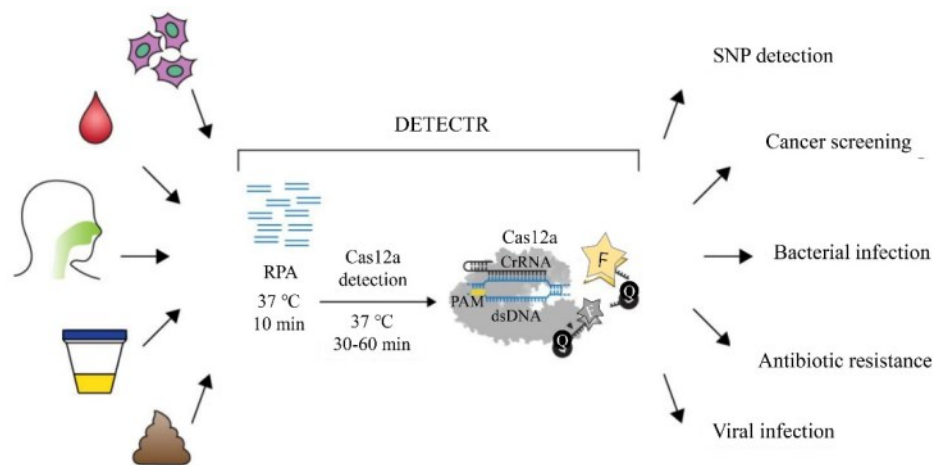 DETECTR
RPA
37 ℃
10 min
Cas12a
detection
37 ℃
30-60 min
Cas12a
CrRNA
PAM
dsDNA
F
Q
F
Q
SNP detection
Cancer screening
Bacterial infection
Antibiotic resistance
Viral infection